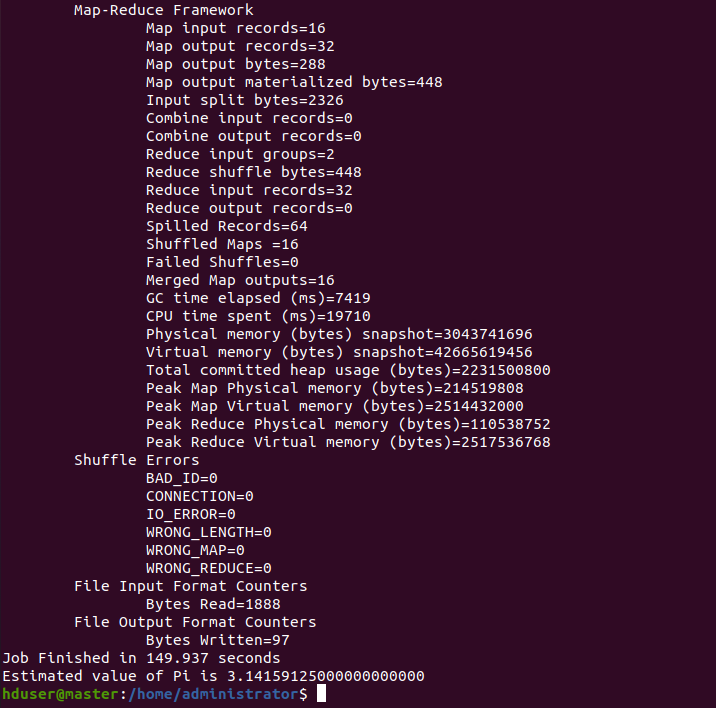 Map-Reduce Framework
Map input records=16
Map output records=32
Map output bytes=288
Map output materialized bytes=448
Input split bytes=2326
Combine input records=0
Combine output records=0
Reduce input groups=2
Reduce shuffle bytes=448
Reduce input records=32
Reduce output records=0
Spilled Records=64
Shuffled Maps =16
Failed Shuffles=0
Merged Map outputs=16
GC time elapsed (ms)=7419
CPU time spent (ms)=19710
Physical memory (bytes) snapshot=3043741696
Virtual memory (bytes) snapshot=42665619456
Total committed heap usage (bytes)=2231500800
Peak Map Physical memory (bytes)=214519808
Peak Map Virtual memory (bytes)=2514432000
Peak Reduce Physical memory (bytes)=110538752
Peak Reduce Virtual memory (bytes)=2517536768
Shuffle Errors
BAD_ID=0
CONNECTION=0
IO_ERROR=0
WRONG_LENGTH=0
WRONG_MAP=0
WRONG_REDUCE=0
File Input Format Counters
Bytes Read=1888
File Output Format Counters
Bytes Written=97
Job Finished in 149.937 seconds
Estimated value of Pi is 3.14159125000000000000
hduser@master:/home/administrator$